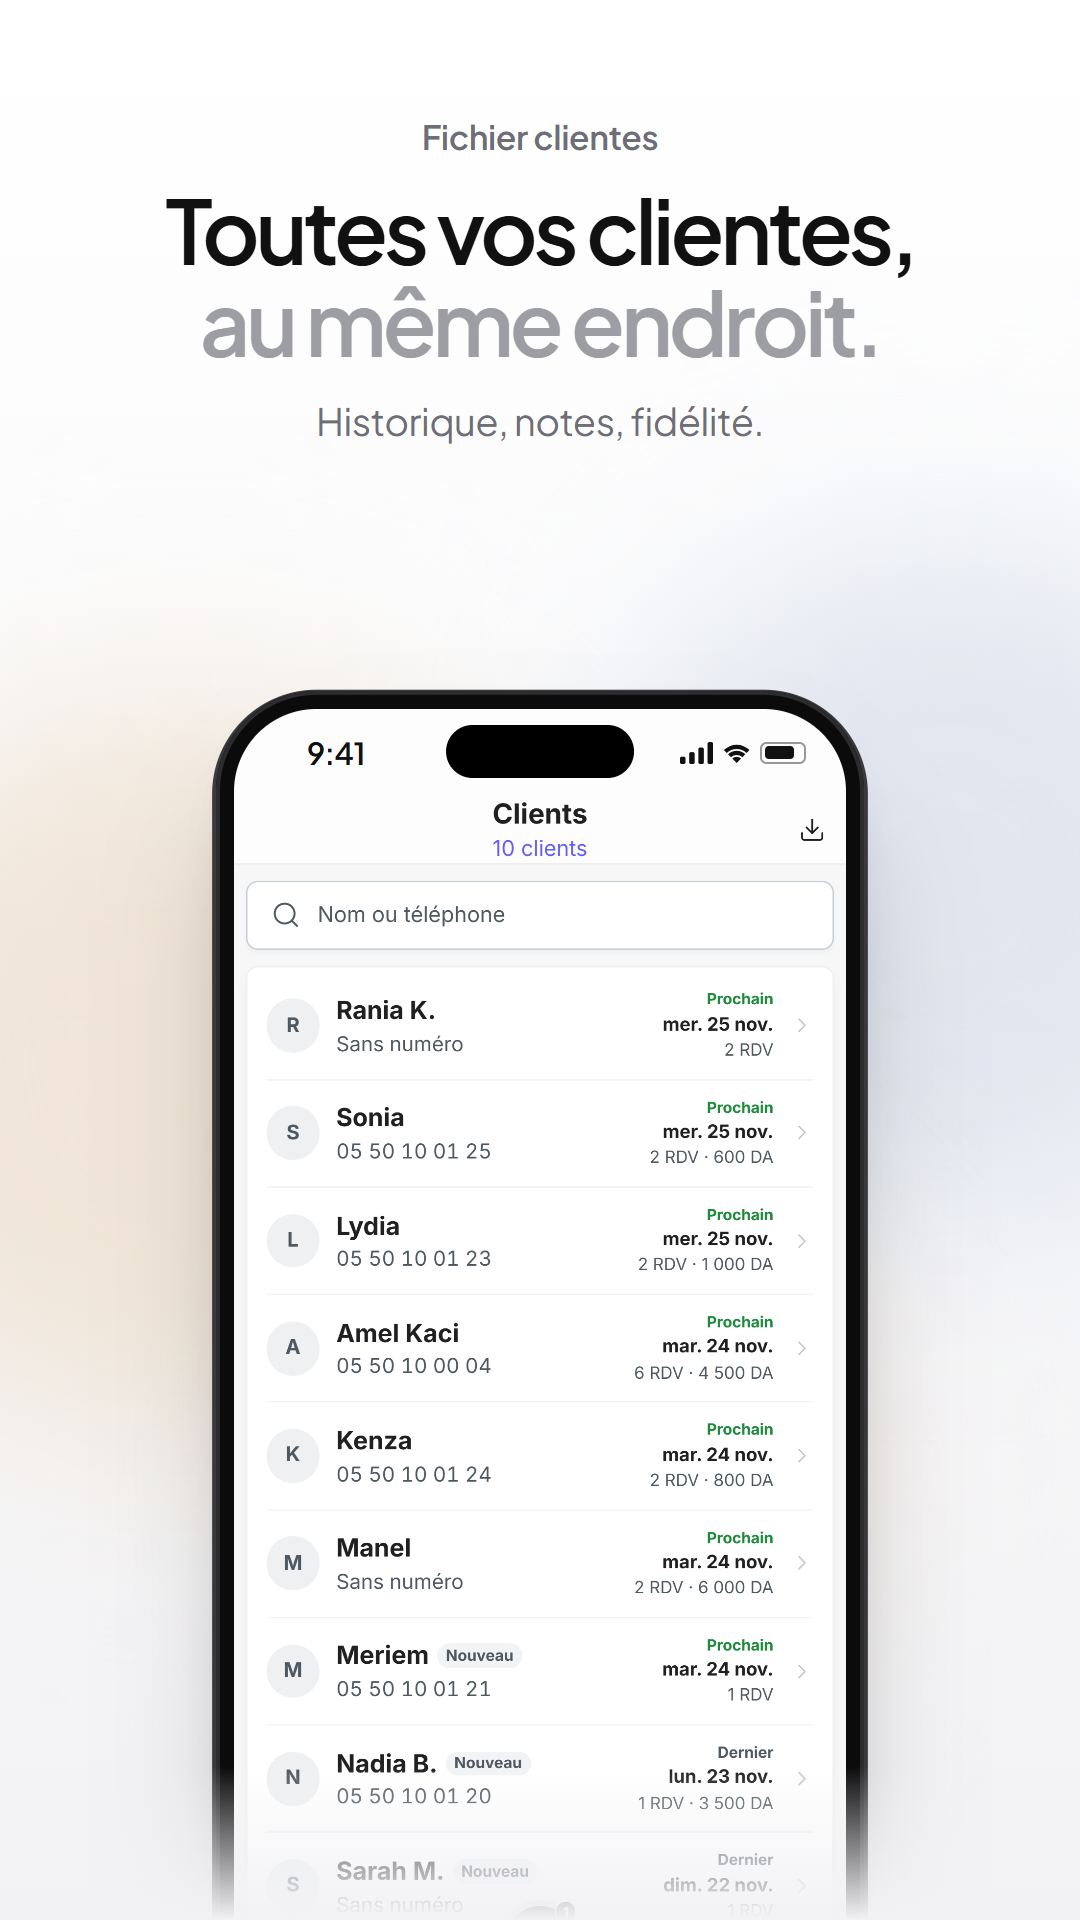 Fichier clientes
Toutes vos clientes,
au même endroit.
Historique, notes, fidélité.
9:41
Clients
10 clients
Nom ou téléphone
R
Rania K.
Sans numéro
Prochain
mer. 25 nov.
2 RDV
S
Sonia
05 50 10 01 25
Prochain
mer. 25 nov.
2 RDV · 600 DA
L
Lydia
05 50 10 01 23
Prochain
mer. 25 nov.
2 RDV · 1 000 DA
A
Amel Kaci
05 50 10 00 04
Prochain
mar. 24 nov.
6 RDV · 4 500 DA
K
Kenza
05 50 10 01 24
Prochain
mar. 24 nov.
2 RDV · 800 DA
M
Manel
Sans numéro
Prochain
mar. 24 nov.
2 RDV · 6 000 DA
M
Meriem Nouveau
05 50 10 01 21
Prochain
mar. 24 nov.
1 RDV
N
Nadia B. Nouveau
05 50 10 01 20
Dernier
lun. 23 nov.
1 RDV · 3 500 DA
S
Sarah M. Nouveau
Sans numéro
Dernier
dim. 22 nov.
1 RDV
1